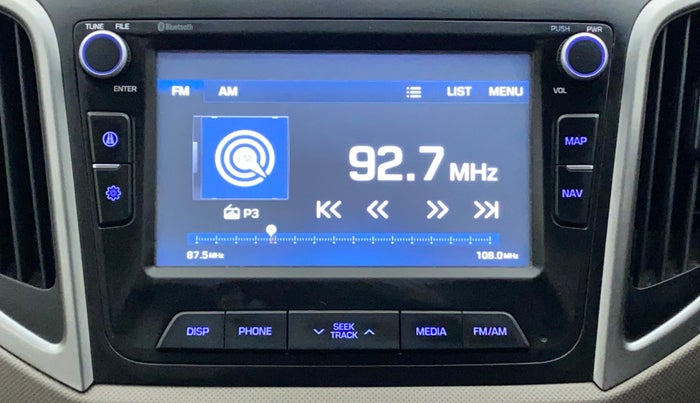 TUNE FILE
Bluetooth
PUSH PWR
ENTER
VOL
FM AM LIST MENU
92.7 MHz
P3
87.5 MHz
108.0 MHz
MAP
NAV
DISP
PHONE
SEEK
TRACK
MEDIA
FM/AM